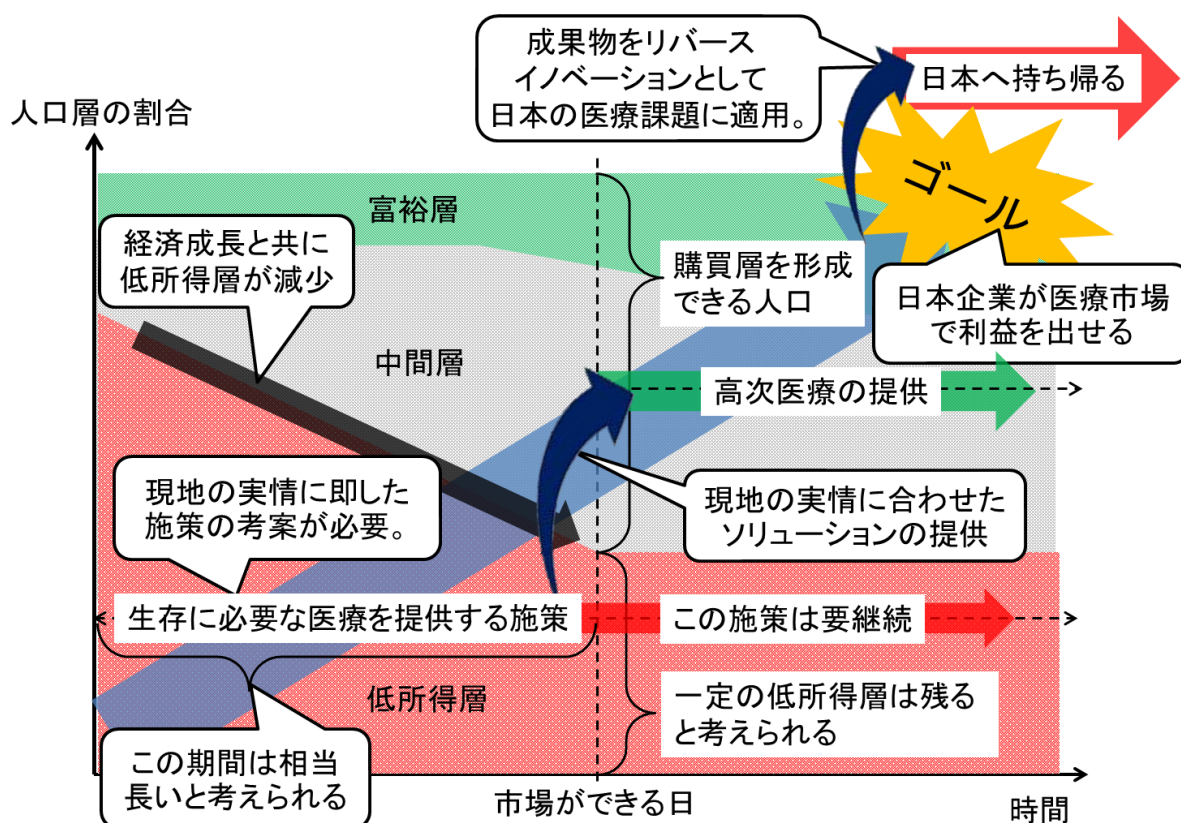 成果物をリバース
イノベーションとして
日本の医療課題に適用。
日本へ持ち帰る
人口層の割合
ゴール
富裕層
経済成長と共に
低所得層が減少
購買層を形成
できる人口
日本企業が医療市場
で利益を出せる
中間層
高次医療の提供
現地の実情に即した
施策の考案が必要。
現地の実情に合わせた
ソリューションの提供
生存に必要な医療を提供する施策
この施策は要継続
低所得層
一定の低所得層は残る
と考えられる
この期間は相当
長いと考えられる
市場ができる日
時間